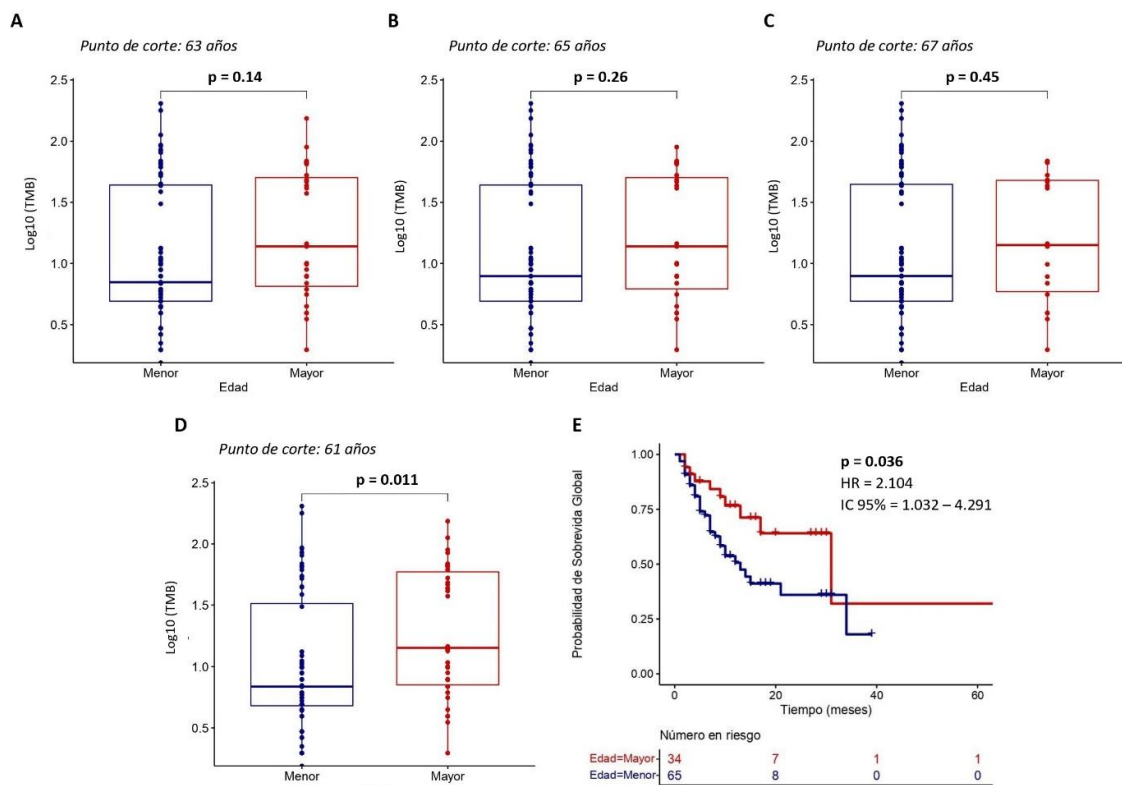 A
Punto de corte: 63 años
p = 0.14
Log10 (TMB)
2.5
2.0
1.5
1.0
0.5
Menor
Mayor
Edad
B
Punto de corte: 65 años
p = 0.26
Log10 (TMB)
2.5
2.0
1.5
1.0
0.5
Menor
Mayor
Edad
C
Punto de corte: 67 años
p = 0.45
Log10 (TMB)
2.5
2.0
1.5
1.0
0.5
Menor
Mayor
Edad
D
Punto de corte: 61 años
p = 0.011
Log10 (TMB)
2.5
2.0
1.5
1.0
0.5
Menor
Mayor
E
p = 0.036
HR = 2.104
IC 95% = 1.032 – 4.291
Probabilidad de Sobrevida Global
1.00
0.75
0.50
0.25
0.00
0 20 40 60
Tiempo (meses)
Número en riesgo
Edad=Mayor 34 7 1 1
Edad=Menor 65 8 0 0